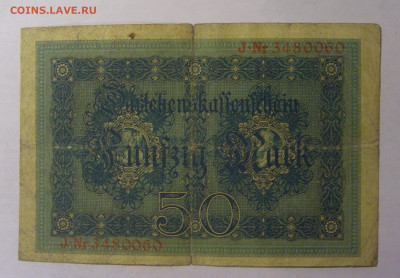 COINS.LAVE.RU
J·Nr 3480060
Darlehenskassenschein
Fünfzig Mark
50
J·Nr 3480060